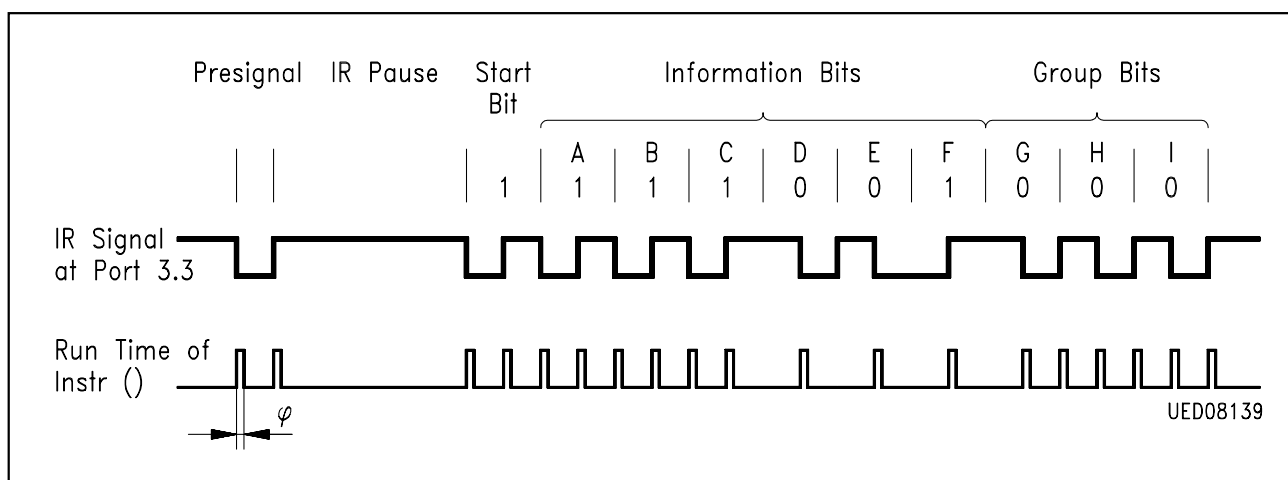 Presignal IR Pause Start Bit Information Bits Group Bits
A B C D E F G H I
1 1 1 1 0 0 1 0 0 0
IR Signal at Port 3.3
Run Time of Instr ()
φ
UED08139